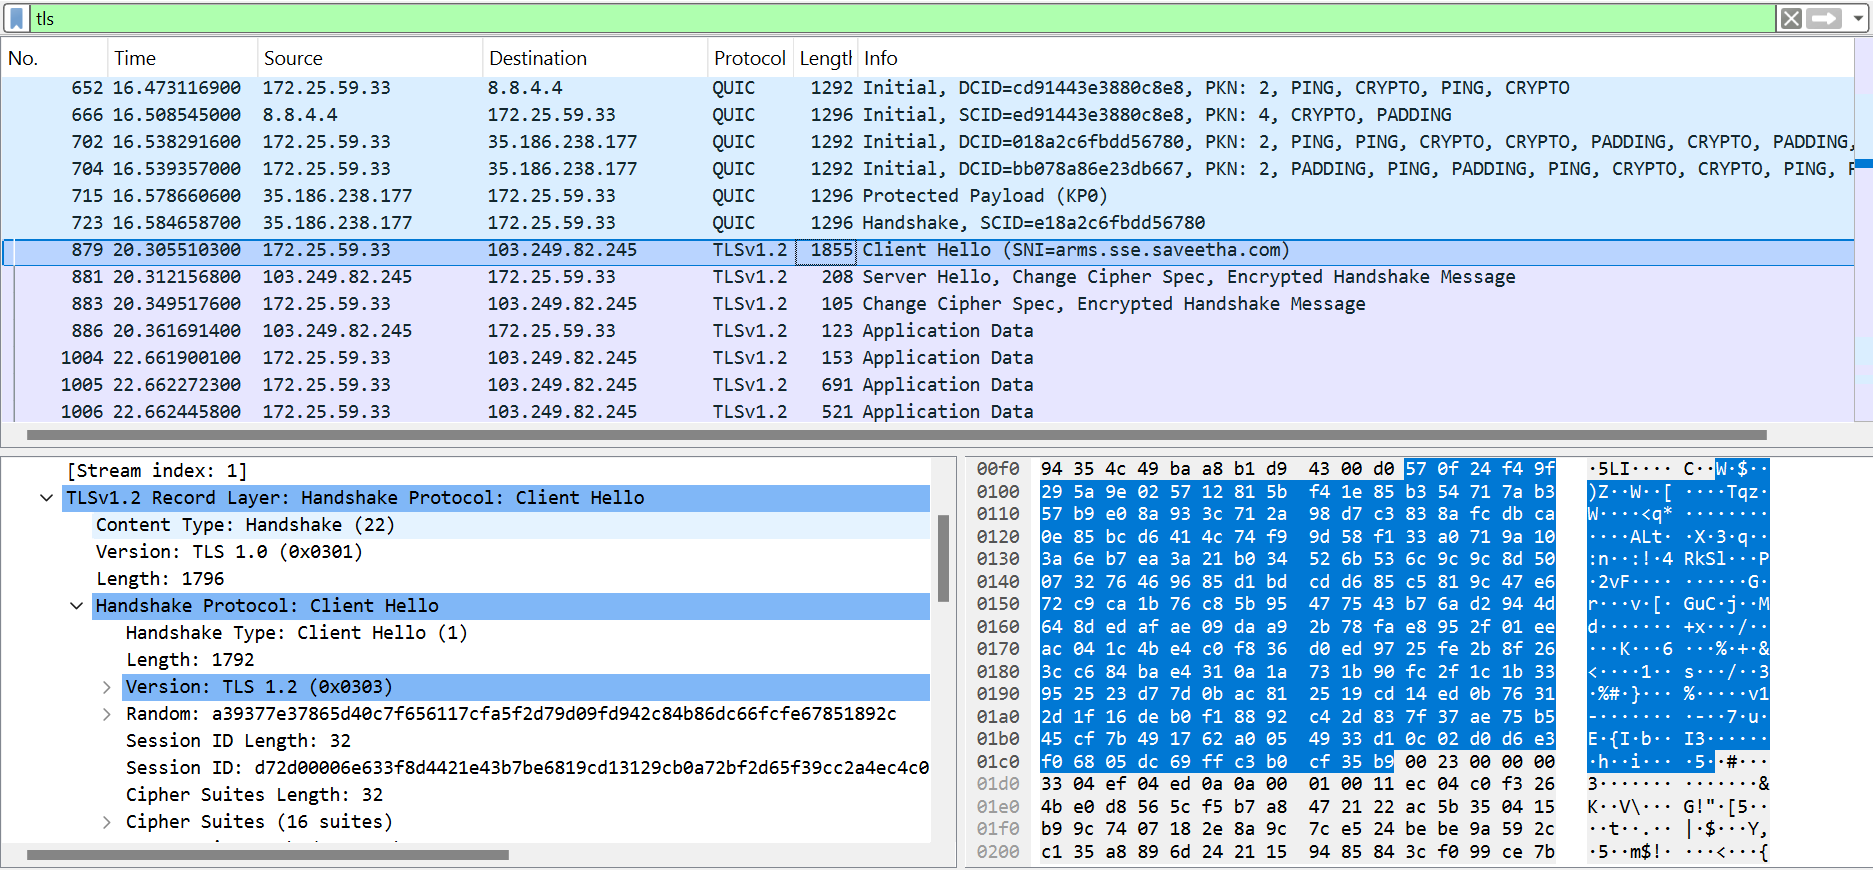 tls
No. Time Source Destination Protocol Length Info
652 16.473116900 172.25.59.33 8.8.4.4 QUIC 1292 Initial, DCID=cd91443e3880c8e8, PKN: 2, PING, CRYPTO, PING, CRYPTO
666 16.508545000 8.8.4.4 172.25.59.33 QUIC 1296 Initial, SCID=ed91443e3880c8e8, PKN: 4, CRYPTO, PADDING
702 16.538291600 172.25.59.33 35.186.238.177 QUIC 1292 Initial, DCID=018a2c6fbdd56780, PKN: 2, PING, PING, CRYPTO, CRYPTO, PADDING, CRYPTO, PADDING,
704 16.539357000 172.25.59.33 35.186.238.177 QUIC 1292 Initial, DCID=bb078a86e23db667, PKN: 2, PADDING, PING, PADDING, PING, CRYPTO, CRYPTO, PING,
715 16.578660600 35.186.238.177 172.25.59.33 QUIC 1296 Protected Payload (KP0)
723 16.584658700 35.186.238.177 172.25.59.33 QUIC 1296 Handshake, SCID=e18a2c6fbdd56780
879 20.305510300 172.25.59.33 103.249.82.245 TLSv1.2 1855 Client Hello (SNI=arms.sse.saveetha.com)
881 20.312156800 103.249.82.245 172.25.59.33 TLSv1.2 208 Server Hello, Change Cipher Spec, Encrypted Handshake Message
883 20.349517600 172.25.59.33 103.249.82.245 TLSv1.2 105 Change Cipher Spec, Encrypted Handshake Message
886 20.361691400 103.249.82.245 172.25.59.33 TLSv1.2 123 Application Data
1004 22.661900100 172.25.59.33 103.249.82.245 TLSv1.2 153 Application Data
1005 22.662272300 172.25.59.33 103.249.82.245 TLSv1.2 691 Application Data
1006 22.662445800 172.25.59.33 103.249.82.245 TLSv1.2 521 Application Data
[Stream index: 1]
TLSv1.2 Record Layer: Handshake Protocol: Client Hello
Content Type: Handshake (22)
Version: TLS 1.0 (0x0301)
Length: 1796
Handshake Protocol: Client Hello
Handshake Type: Client Hello (1)
Length: 1792
Version: TLS 1.2 (0x0303)
Random: a39377e37865d40c7f656117cfa5f2d79d09fd942c84b86dc66fcfe67851892c
Session ID Length: 32
Session ID: d72d00006e633f8d4421e43b7be6819cd13129cb0a72bf2d65f39cc2a4ec4c0
Cipher Suites Length: 32
Cipher Suites (16 suites)
00f0 94 35 4c 49 ba a8 b1 d9 43 00 d0 57 0f 24 f4 9f ·5LI···· C··W·$··
0100 29 5a 9e 02 57 12 81 5b f4 1e 85 b3 54 71 7a b3 )Z··W··[ ····Tqz·
0110 57 b9 e0 8a 93 3c 71 2a 98 d7 c3 83 8a fc db ca W····<q* ········
0120 0e 85 bc d6 41 4c 74 f9 9d 58 f1 33 a0 71 9a 10 ····ALt· ·X·3·q··
0130 3a 6e b7 ea 3a 21 b0 34 52 6b 53 6c 9c 9c 8d 50 :n··:!·4 RkSl···P
0140 07 32 76 46 96 85 d1 bd cd d6 85 c5 81 9c 47 e6 ·2vF···· ······G·
0150 72 c9 ca 1b 76 c8 5b 95 47 75 43 b7 6a d2 94 4d r···v·[· GuC·j··M
0160 64 8d ed af ae 09 da a9 2b 78 fa e8 95 2f 01 ee d······· +x···/··
0170 ac 04 1c 4b e4 c0 f8 36 d0 ed 97 25 fe 2b 8f 26 ···K···6 ···%·+·&
0180 3c c6 84 ba e4 31 0a 1a 73 1b 90 fc 2f 1c 1b 33 <····1·· s···/··3
0190 95 25 23 d7 7d 0b ac 81 25 19 cd 14 ed 0b 76 31 ·%#·}··· %·····v1
01a0 2d 1f 16 de b0 f1 88 92 c4 2d 83 7f 37 ae 75 b5 -······· ·-··7·u·
01b0 45 cf 7b 49 17 62 a0 05 49 33 d1 0c 02 d0 d6 e3 E·{I·b·· I3······
01c0 f0 68 05 dc 69 ff c3 b0 cf 35 b9 00 23 00 00 00 ·h··i··· ·5··#···
01d0 33 04 ef 04 ed 0a 0a 00 01 00 11 ec 04 c0 f3 26 3······· ·······&
01e0 4b e0 d8 56 5c f5 b7 a8 47 21 22 ac 5b 35 04 15 K··V\··· G!"·[5··
01f0 b9 9c 74 07 18 2e 8a 9c 7c e5 24 be be 9a 59 2c ··t··.·· |·$···Y,
0200 c1 35 a8 89 6d 24 21 15 94 85 84 3c f0 99 ce 7b ·5··m$!· ···<···{